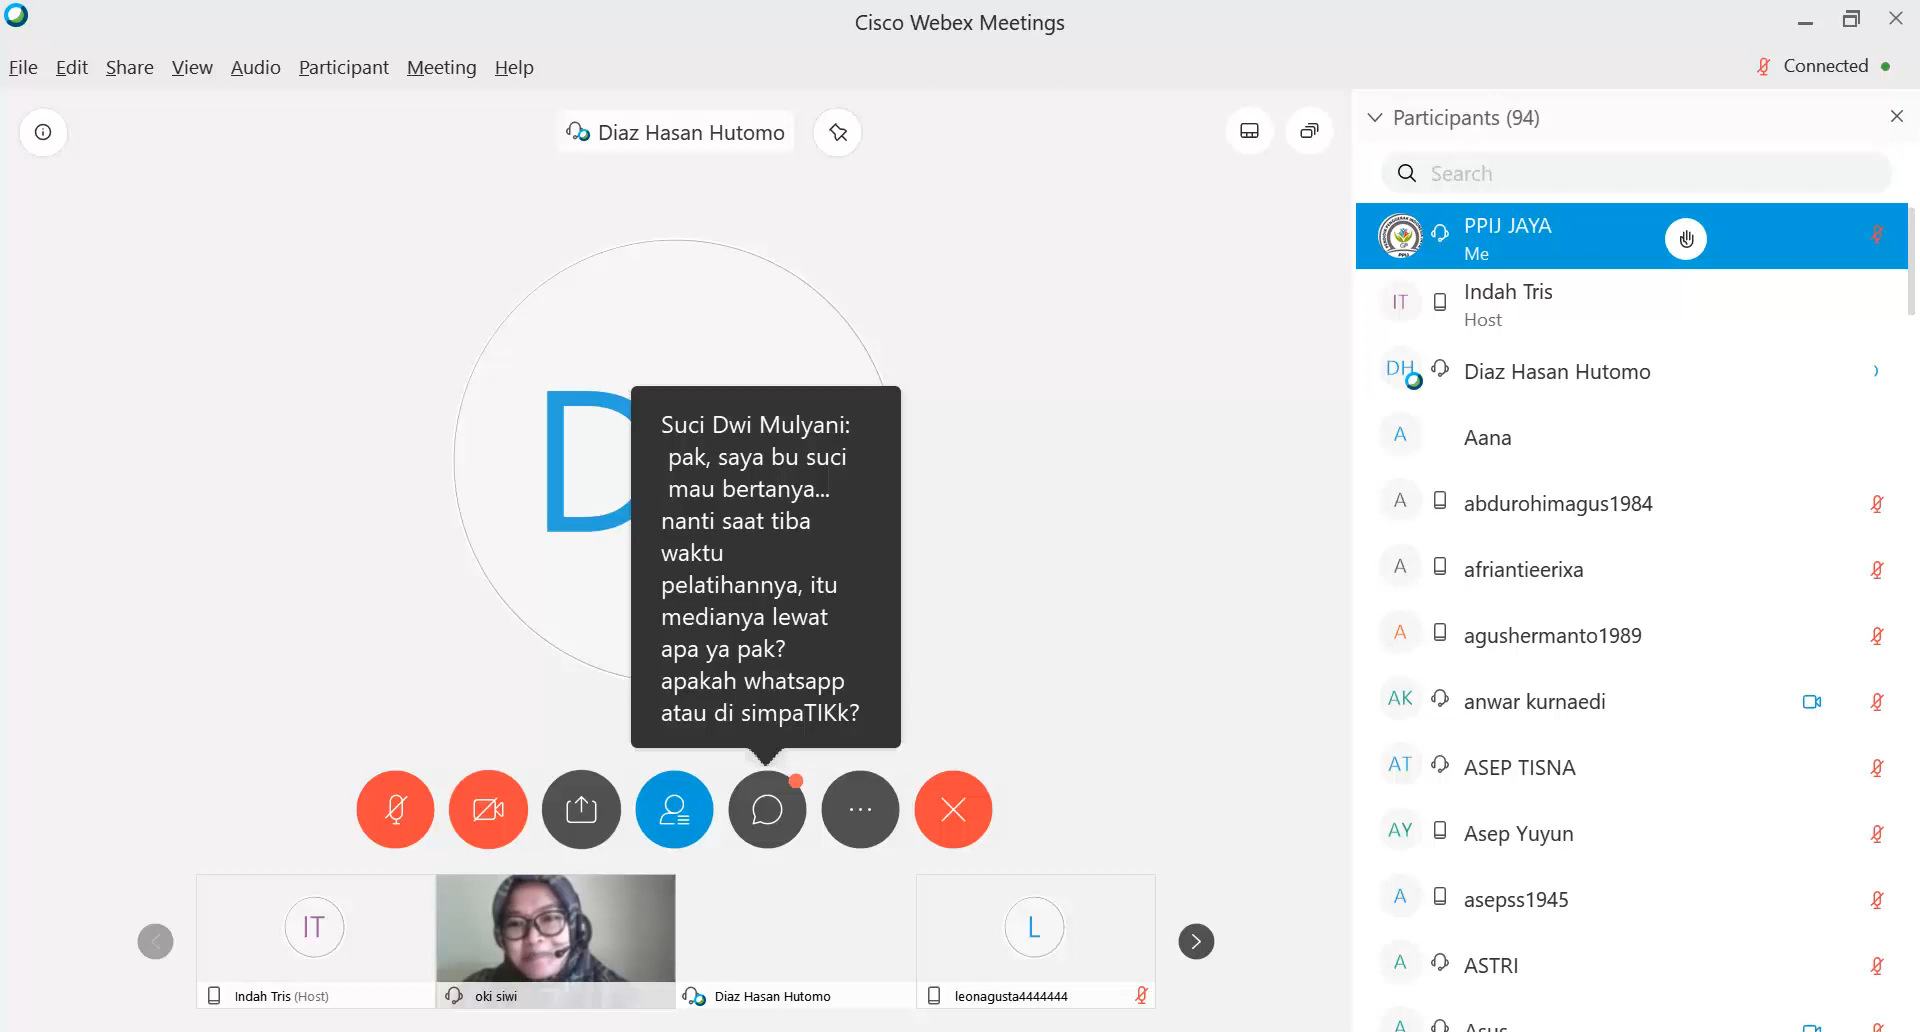 Cisco Webex Meetings
File Edit Share View Audio Participant Meeting Help
Connected
Diaz Hasan Hutomo
D
Suci Dwi Mulyani:
pak, saya bu suci
mau bertanya...
nanti saat tiba
waktu
pelatihannya, itu
medianya lewat
apa ya pak?
apakah whatsapp
atau di simpaTIKk?
IT
Indah Tris (Host)
oki siwi
Diaz Hasan Hutomo
L
leonagusta4444444
Participants (94)
Search
PPIJ JAYA
Me
IT Indah Tris
Host
DH Diaz Hasan Hutomo
A Aana
A abdurohimagus1984
A afriantieerixa
A agushermanto1989
AK anwar kurnaedi
AT ASEP TISNA
AY Asep Yuyun
A asepss1945
A ASTRI
A Asus